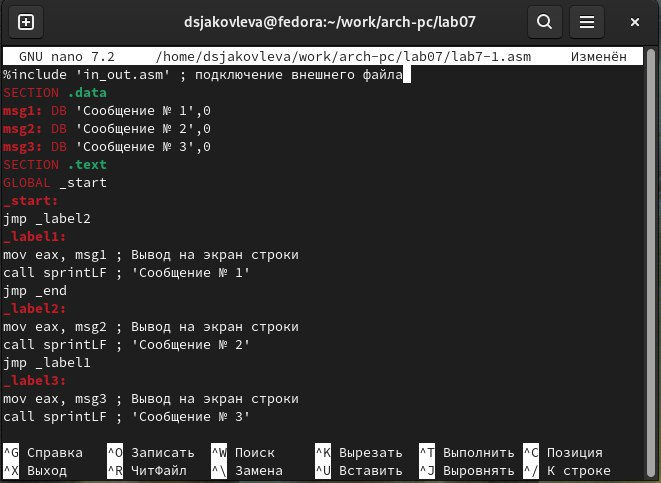 dsjakovleva@fedora:~/work/arch-pc/lab07
GNU nano 7.2 /home/dsjakovleva/work/arch-pc/lab07/lab7-1.asm Изменён
%include 'in_out.asm' ; подключение внешнего файла
SECTION .data
msg1: DB 'Сообщение № 1',0
msg2: DB 'Сообщение № 2',0
msg3: DB 'Сообщение № 3',0
SECTION .text
GLOBAL _start
_start:
jmp _label2
_label1:
mov eax, msg1 ; Вывод на экран строки
call sprintLF ; 'Сообщение № 1'
jmp _end
_label2:
mov eax, msg2 ; Вывод на экран строки
call sprintLF ; 'Сообщение № 2'
jmp _label1
_label3:
mov eax, msg3 ; Вывод на экран строки
call sprintLF ; 'Сообщение № 3'
^G Справка ^O Записать ^W Поиск ^K Вырезать ^T Выполнить ^C Позиция
^X Выход ^R ЧитФайл ^\ Замена ^U Вставить ^J Выровнять ^/ К строке